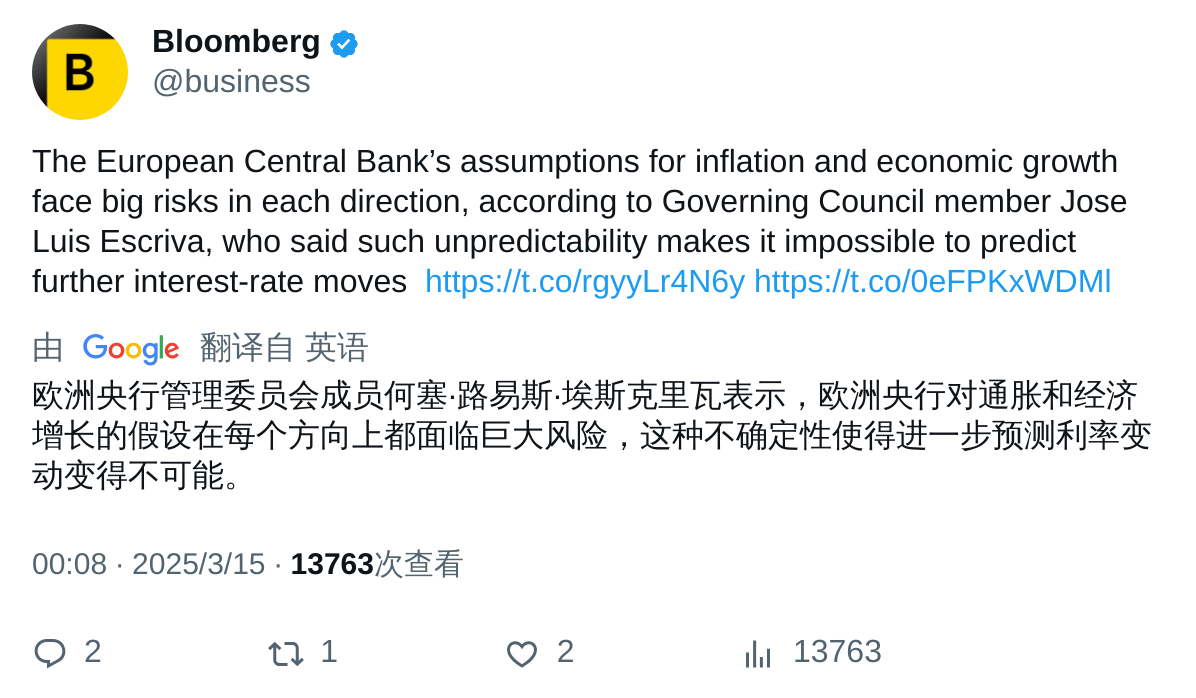 B
Bloomberg
@business
The European Central Bank’s assumptions for inflation and economic growth
face big risks in each direction, according to Governing Council member Jose
Luis Escriva, who said such unpredictability makes it impossible to predict
further interest-rate moves  https://t.co/rgyyLr4N6y https://t.co/0eFPKxWDMl
由 Google 翻译自 英语
欧洲央行管理委员会成员何塞·路易斯·埃斯克里瓦表示，欧洲央行对通胀和经济
增长的假设在每个方向上都面临巨大风险，这种不确定性使得进一步预测利率变
动变得不可能。
00:08 · 2025/3/15 · 13763次查看
2 1 2 13763